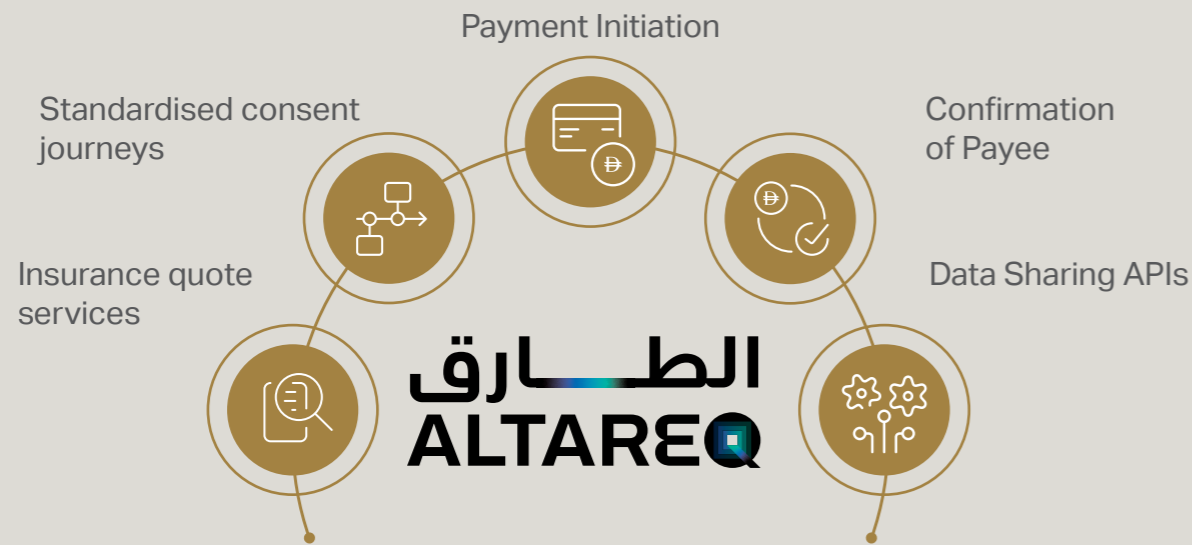 Payment Initiation
Standardised consent
journeys
Confirmation
of Payee
Insurance quote
services
Data Sharing APIs
الطارق
ALTAREQ